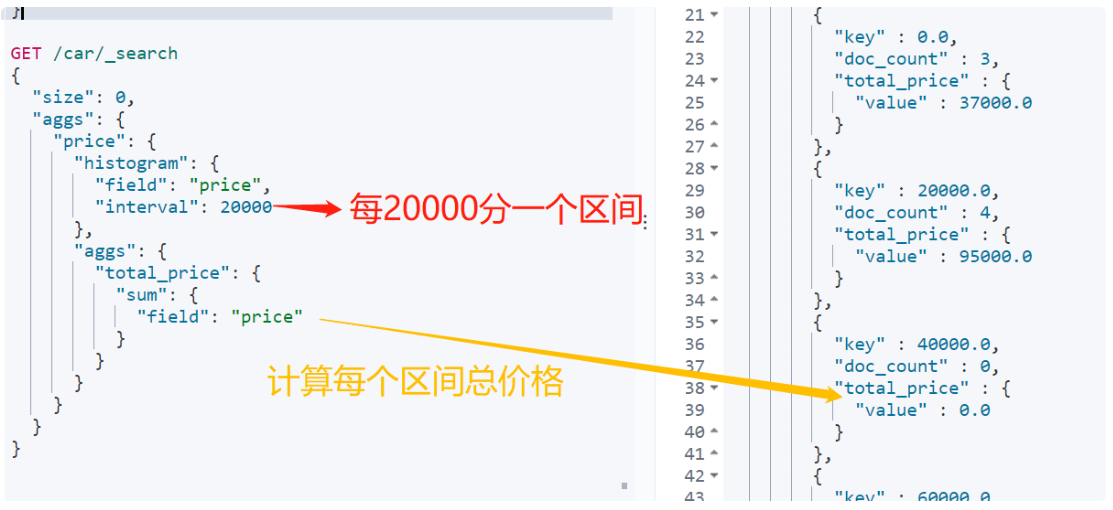 }
GET /car/_search
{
"size": 0,
"aggs": {
"price": {
"histogram": {
"field": "price",
"interval": 20000
},
"aggs": {
"total_price": {
"sum": {
"field": "price"
}
}
}
}
}
}
每20000分一个区间
计算每个区间总价格
21 {
22 "key" : 0.0,
23 "doc_count" : 3,
24 "total_price" : {
25 "value" : 37000.0
26 }
27 },
28 {
29 "key" : 20000.0,
30 "doc_count" : 4,
31 "total_price" : {
32 "value" : 95000.0
33 }
34 },
35 {
36 "key" : 40000.0,
37 "doc_count" : 0,
38 "total_price" : {
39 "value" : 0.0
40 }
41 },
42 {
43 "key" : 60000.0